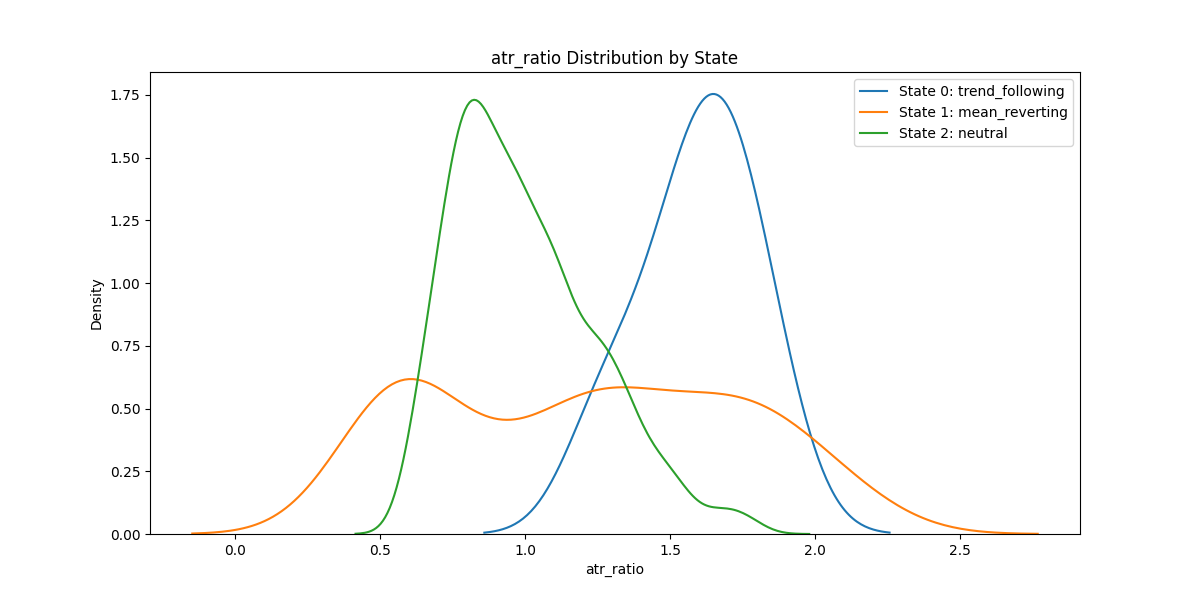 atr_ratio Distribution by State
State 0: trend_following
State 1: mean_reverting
State 2: neutral
Density
1.75
1.50
1.25
1.00
0.75
0.50
0.25
0.00
0.0 0.5 1.0 1.5 2.0 2.5
atr_ratio